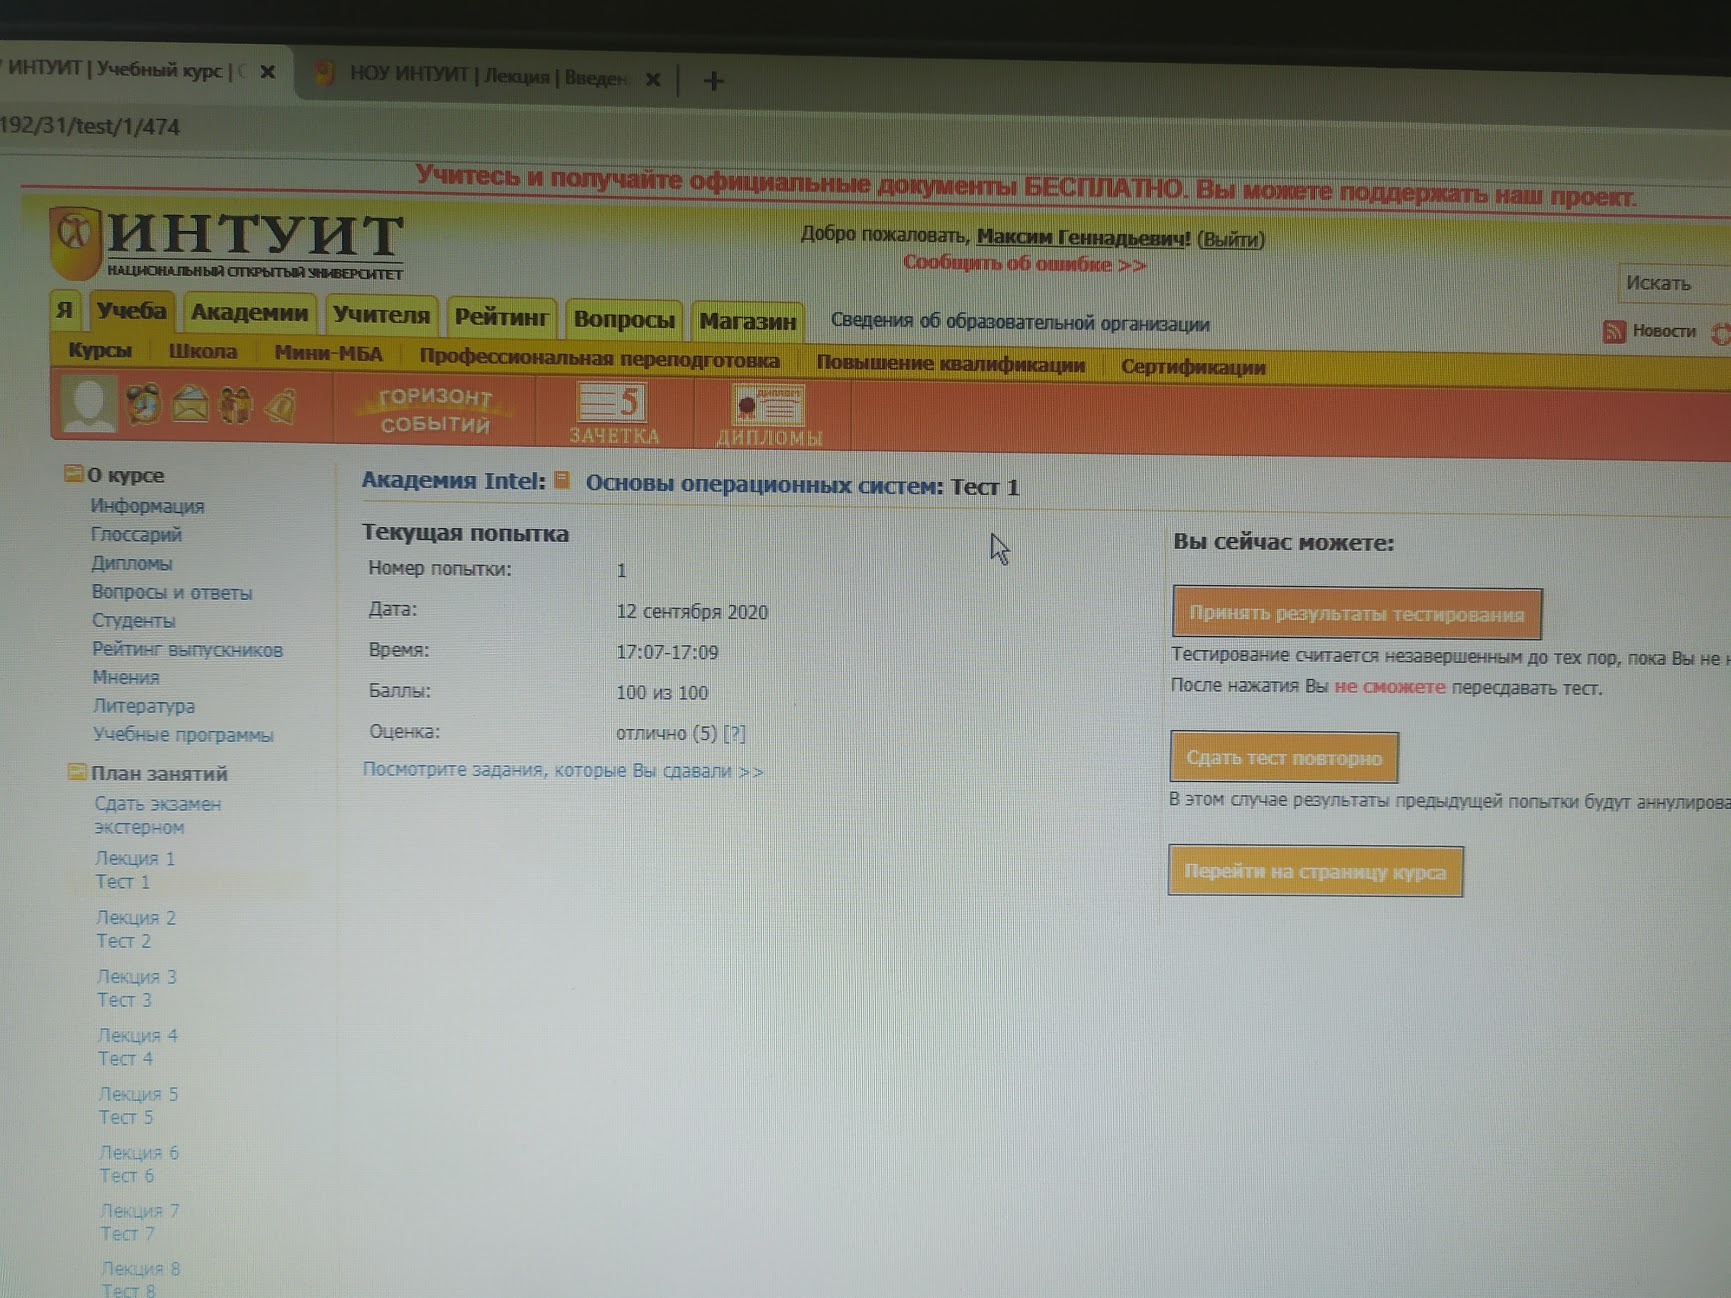 ИНТУИТ | Учебный курс |
НОУ ИНТУИТ | Лекция | Введен
192/31/test/1/474
Учитесь и получайте официальные документы БЕСПЛАТНО. Вы можете поддержать наш проект.
ИНТУИТ
НАЦИОНАЛЬНЫЙ ОТКРЫТЫЙ УНИВЕРСИТЕТ
Добро пожаловать, Максим Геннадьевич! (Выйти)
Сообщить об ошибке >>
Искать
Я Учеба Академии Учителя Рейтинг Вопросы Магазин Сведения об образовательной организации
Новости
Курсы Школа Мини-МБА Профессиональная переподготовка Повышение квалификации Сертификации
ГОРИЗОНТ СОБЫТИЙ
5 ЗАЧЕТКА
ДИПЛОМ ДИПЛОМЫ
О курсе
Информация
Глоссарий
Дипломы
Вопросы и ответы
Студенты
Рейтинг выпускников
Мнения
Литература
Учебные программы
План занятий
Сдать экзамен
экстерном
Лекция 1
Тест 1
Лекция 2
Тест 2
Лекция 3
Тест 3
Лекция 4
Тест 4
Лекция 5
Тест 5
Лекция 6
Тест 6
Лекция 7
Тест 7
Лекция 8
Тест 8
Академия Intel: Основы операционных систем: Тест 1
Текущая попытка
Номер попытки: 1
Дата: 12 сентября 2020
Время: 17:07-17:09
Баллы: 100 из 100
Оценка: отлично (5) [?]
Посмотрите задания, которые Вы сдавали >>
Вы сейчас можете:
Принять результаты тестирования
Тестирование считается незавершенным до тех пор, пока Вы не
После нажатия Вы не сможете пересдавать тест.
Сдать тест повторно
В этом случае результаты предыдущей попытки будут аннулирова
Перейти на страницу курса